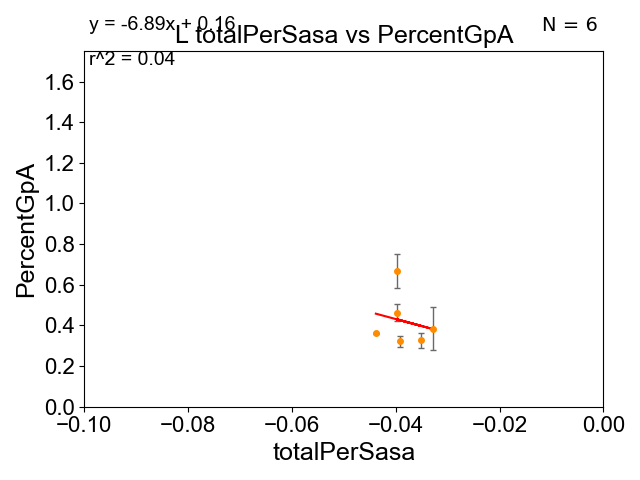 y = -6.89x + 0.16
N = 6
L totalPerSasa vs PercentGpA
r^2 = 0.04
1.6
1.4
1.2
1.0
0.8
0.6
0.4
0.2
0.0
PercentGpA
−0.10 −0.08 −0.06 −0.04 −0.02 0.00
totalPerSasa